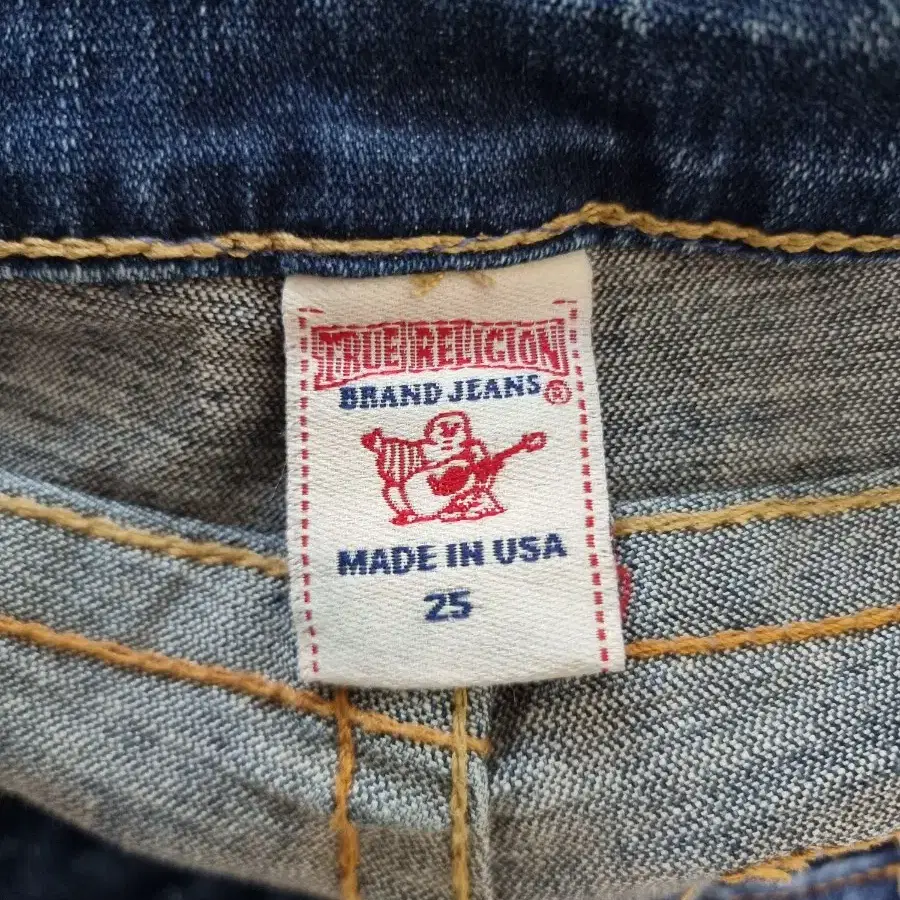 TRUE RELIGION
BRAND JEANS ®
MADE IN USA
25